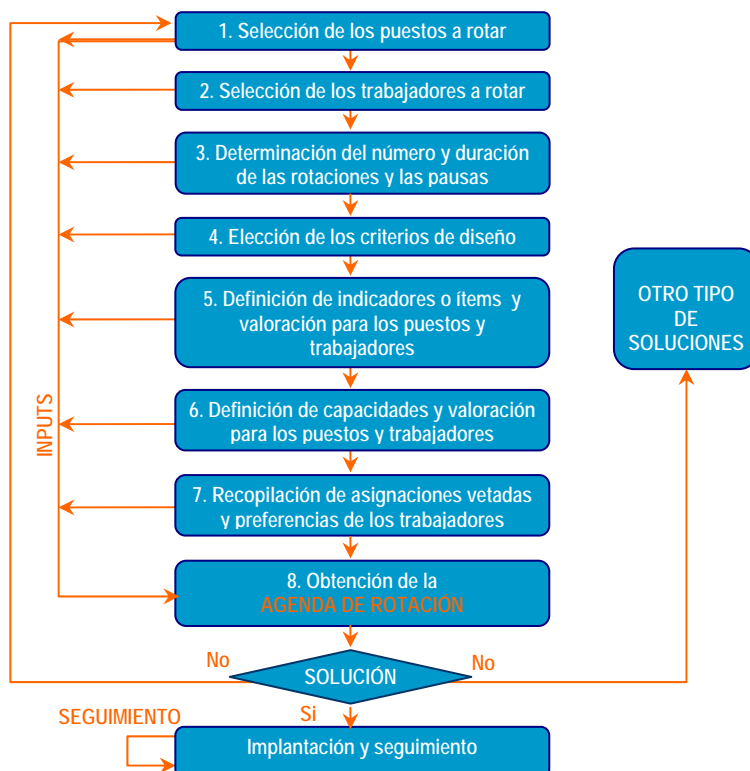 1. Selección de los puestos a rotar
2. Selección de los trabajadores a rotar
3. Determinación del número y duración
de las rotaciones y las pausas
4. Elección de los criterios de diseño
5. Definición de indicadores o ítems y
valoración para los puestos y
trabajadores
OTRO TIPO
DE
SOLUCIONES
INPUTS
6. Definición de capacidades y valoración
para los puestos y trabajadores
7. Recopilación de asignaciones vetadas
y preferencias de los trabajadores
8. Obtención de la
AGENDA DE ROTACIÓN
No
SOLUCIÓN
No
Si
SEGUIMIENTO
Implantación y seguimiento